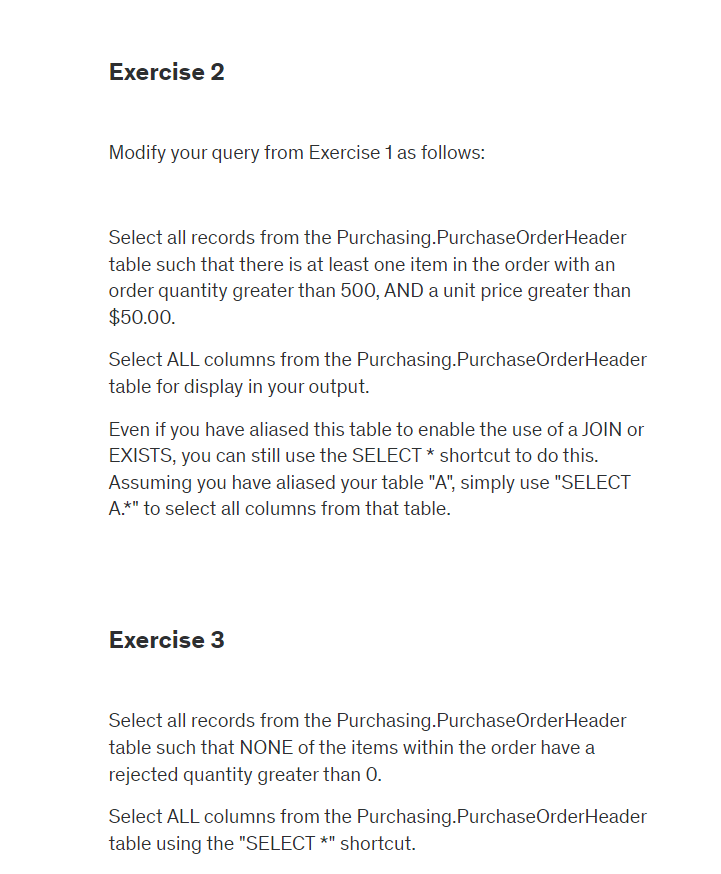 Exercise 2
Modify your query from Exercise 1 as follows:
Select all records from the Purchasing.PurchaseOrderHeader
table such that there is at least one item in the order with an
order quantity greater than 500, AND a unit price greater than
$50.00.
Select ALL columns from the Purchasing.PurchaseOrderHeader
table for display in your output.
Even if you have aliased this table to enable the use of a JOIN or
EXISTS, you can still use the SELECT * shortcut to do this.
Assuming you have aliased your table "A", simply use "SELECT
A.*" to select all columns from that table.
Exercise 3
Select all records from the Purchasing.PurchaseOrderHeader
table such that NONE of the items within the order have a
rejected quantity greater than 0.
Select ALL columns from the Purchasing.PurchaseOrderHeader
table using the "SELECT *" shortcut.